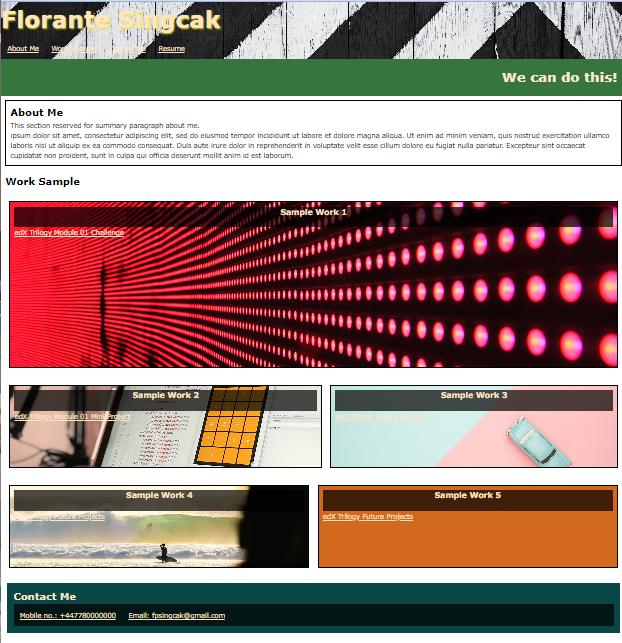 Florante Singcak
About Me Resume
We can do this!
About Me
This section reserved for summary paragraph about me.
ipsum dolor sit amet, consectetur adipiscing elit, sed do eiusmod tempor incididunt ut labore et dolore magna aliqua. Ut enim ad minim veniam, quis nostrud exercitation ullamco
laboris nisi ut aliquip ex ea commodo consequat. Duis aute irure dolor in reprehenderit in voluptate velit esse cillum dolore eu fugiat nulla pariatur. Excepteur sint occaecat
cupidatat non proident, sunt in culpa qui officia deserunt mollit anim id est laborum.
Work Sample
Sample Work 1
edX Trilogy Module 01 Challenge
Sample Work 2
edX Trilogy Module 01 Mini Project
Sample Work 3
edX Trilogy Future Projects
Sample Work 4
edX Trilogy Future Projects
Sample Work 5
edX Trilogy Future Projects
Contact Me
Mobile no.: +447780000000 Email: fpsingcak@gmail.com